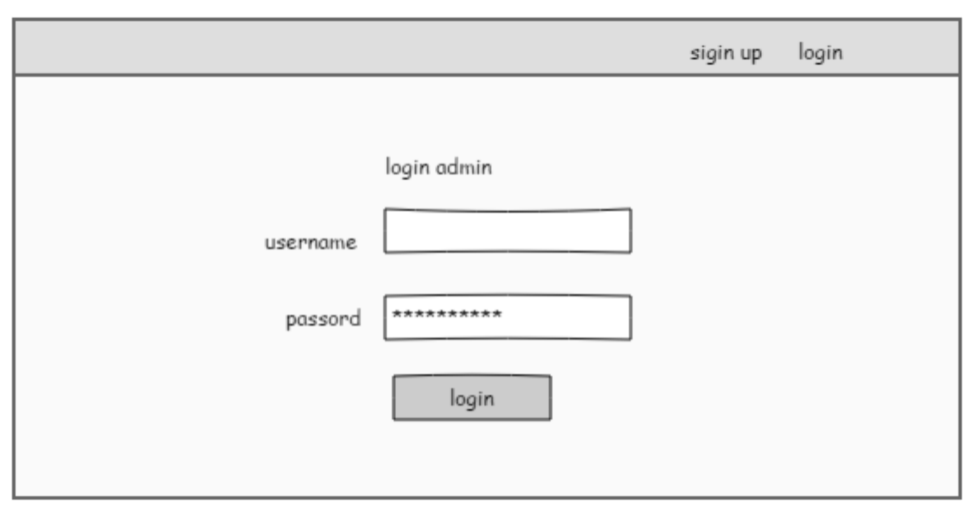 sigin up login
login admin
username
passord **********
login